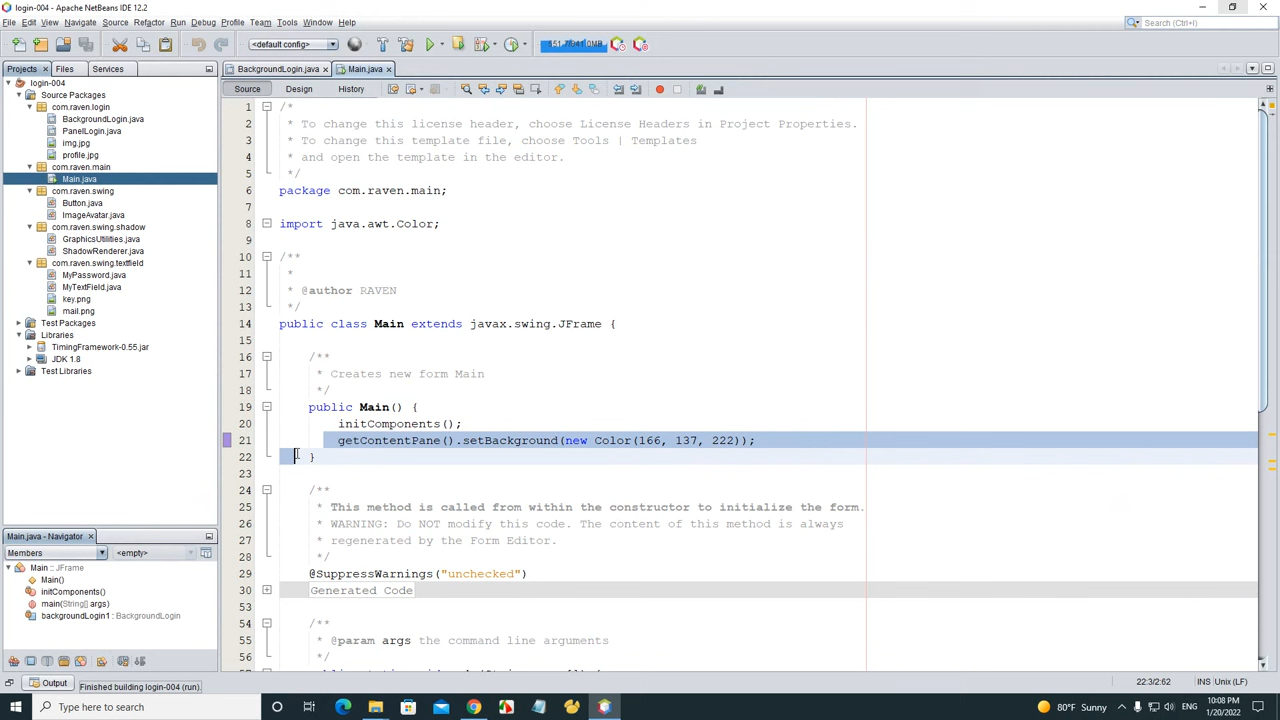 login-004 - Apache NetBeans IDE 12.2
File Edit View Navigate Source Refactor Run Debug Profile Team Tools Window Help
Search (Ctrl+I)
<default config>
Projects Files Services
BackgroundLogin.java Main.java
Source Design History
login-004
Source Packages
com.raven.login
BackgroundLogin.java
PanelLogin.java
img.jpg
profile.jpg
com.raven.main
Main.java
com.raven.swing
Button.java
ImageAvatar.java
com.raven.swing.shadow
GraphicsUtilities.java
ShadowRenderer.java
com.raven.swing.textfield
MyPassword.java
MyTextField.java
key.png
mail.png
Test Packages
Libraries
TimingFramework-0.55.jar
JDK 1.8
Test Libraries
1 /*
2 * To change this license header, choose License Headers in Project Properties.
3 * To change this template file, choose Tools | Templates
4 * and open the template in the editor.
5 */
6 package com.raven.main;
7
8 import java.awt.Color;
9
10 /**
11 *
12 * @author RAVEN
13 */
14 public class Main extends javax.swing.JFrame {
15
16 /**
17 * Creates new form Main
18 */
19 public Main() {
20 initComponents();
21 getContentPane().setBackground(new Color(166, 137, 222));
22 }
23
24 /**
25 * This method is called from within the constructor to initialize the form.
26 * WARNING: Do NOT modify this code. The content of this method is always
27 * regenerated by the Form Editor.
28 */
29 @SuppressWarnings("unchecked")
30 Generated Code
53
54 /**
55 * @param args the command line arguments
56 */
Main.java - Navigator
Members <empty>
Main :: JFrame
Main()
initComponents()
main(String[] args)
backgroundLogin1 : BackgroundLogin
Output Finished building login-004 (run).
22:3/2:62 INS Unix (LF)
Type here to search
80°F Sunny ENG
10:08 PM
1/20/2022